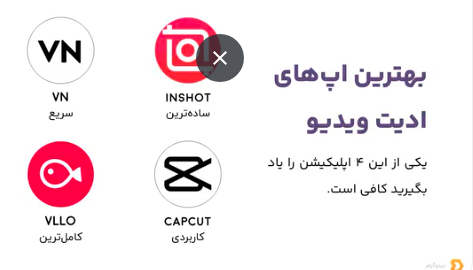 بهترین اپ‌های
ادیت ویدیو
یکی از این ۴ اپلیکیشن را یاد
بگیرید کافی است.
INSHOT
ساده‌ترین
VN
VN
سریع
CAPCUT
کاربردی
VLLO
کامل‌ترین